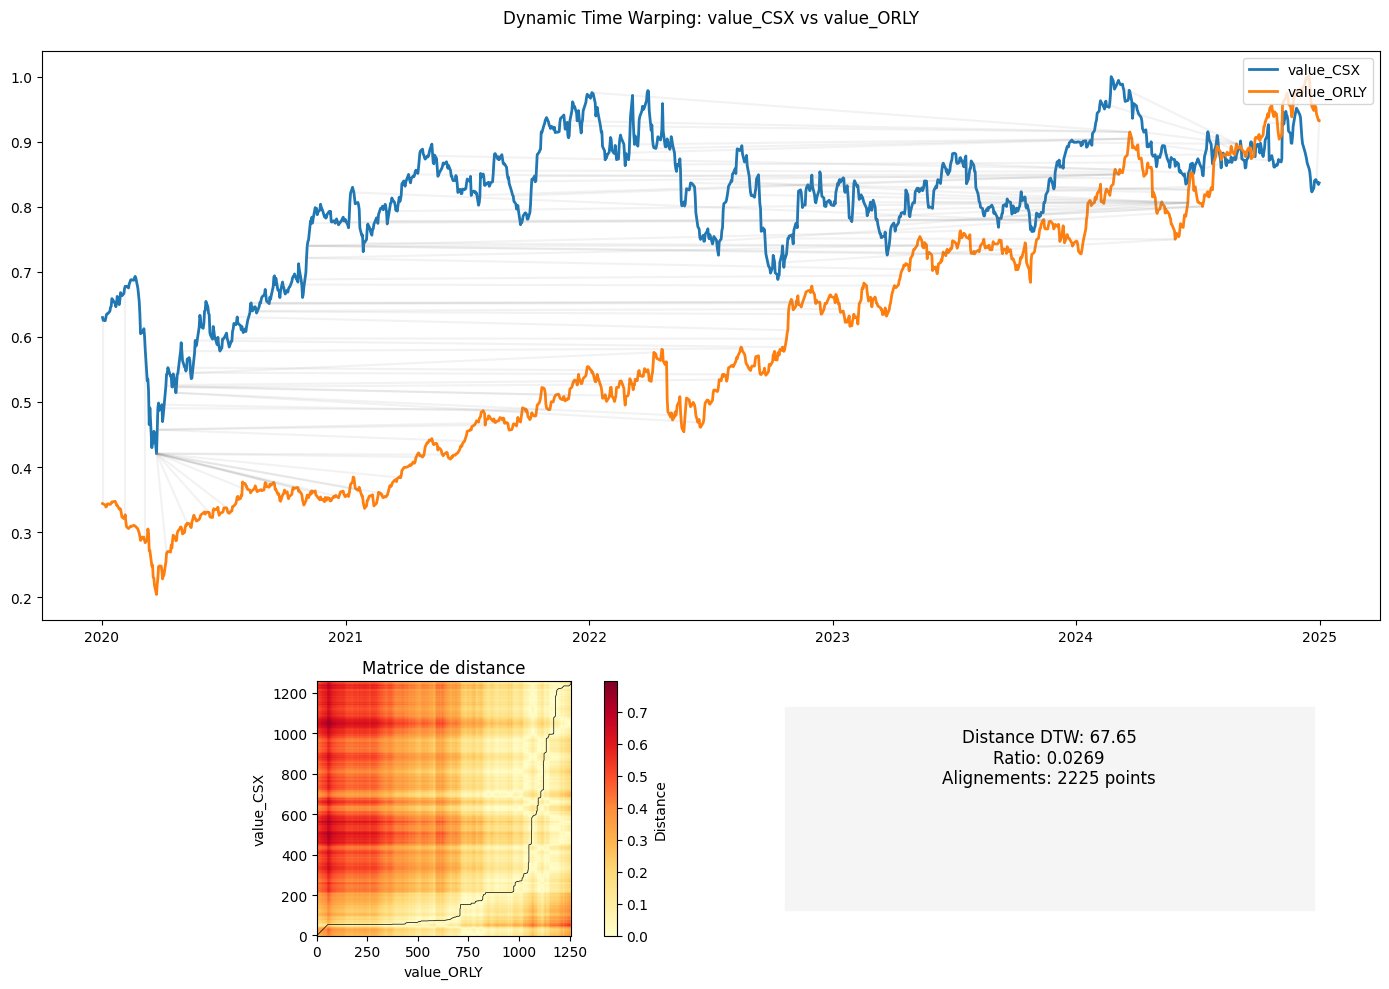 Dynamic Time Warping: value_CSX vs value_ORLY
value_CSX
value_ORLY
1.0
0.9
0.8
0.7
0.6
0.5
0.4
0.3
0.2
2020 2021 2022 2023 2024 2025
Matrice de distance
value_CSX
1200
1000
800
600
400
200
0
0 250 500 750 1000 1250
value_ORLY
0.7
0.6
0.5
0.4
0.3
0.2
0.1
0.0
Distance
Distance DTW: 67.65
Ratio: 0.0269
Alignements: 2225 points